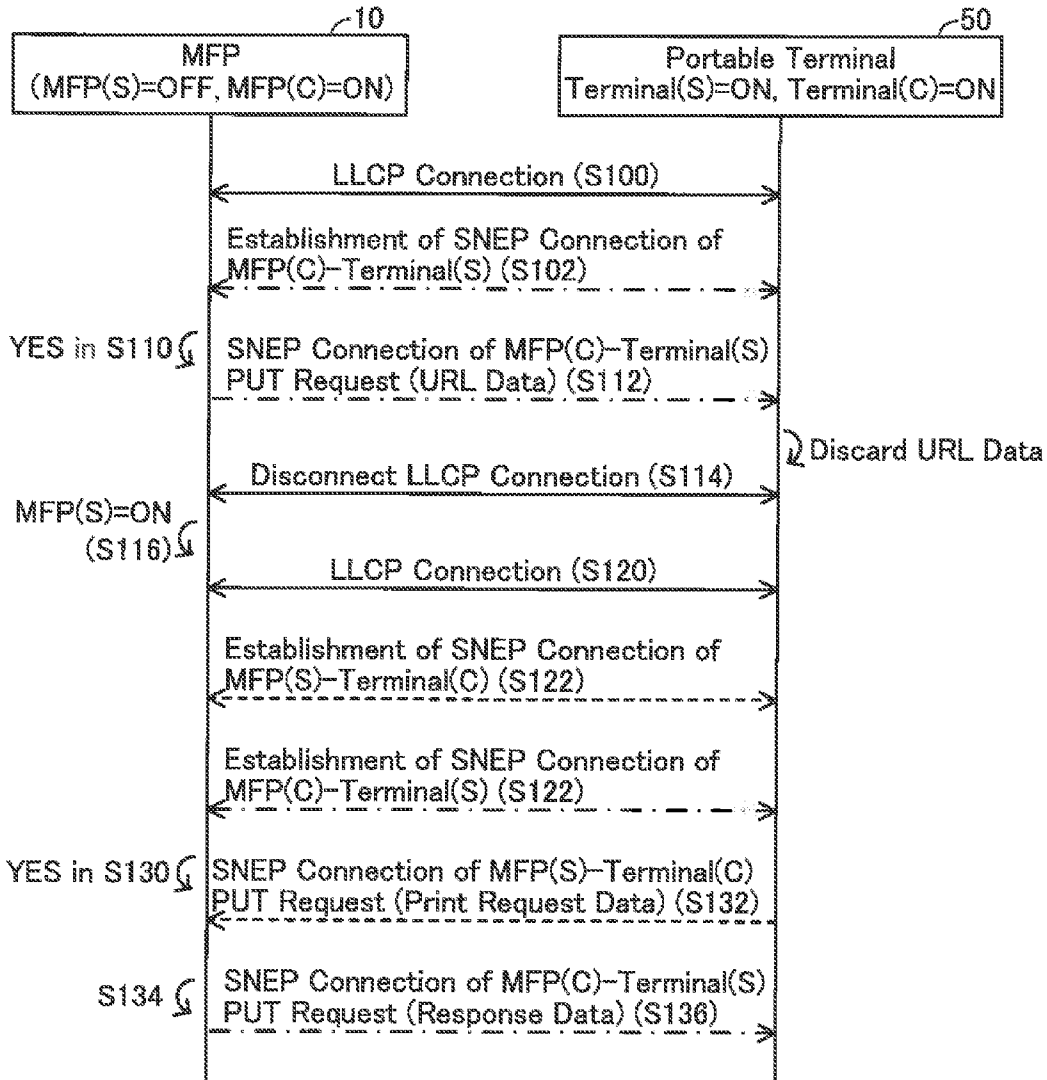 10
MFP
(MFP(S)=OFF, MFP(C)=ON)
50
Portable Terminal
Terminal(S)=ON, Terminal(C)=ON
LLCP Connection (S100)
Establishment of SNEP Connection of
MFP(C)-Terminal(S) (S102)
YES in S110
SNEP Connection of MFP(C)-Terminal(S)
PUT Request (URL Data) (S112)
Discard URL Data
Disconnect LLCP Connection (S114)
MFP(S)=ON
(S116)
LLCP Connection (S120)
Establishment of SNEP Connection of
MFP(S)-Terminal(C) (S122)
Establishment of SNEP Connection of
MFP(C)-Terminal(S) (S122)
YES in S130
SNEP Connection of MFP(S)-Terminal(C)
PUT Request (Print Request Data) (S132)
S134
SNEP Connection of MFP(C)-Terminal(S)
PUT Request (Response Data) (S136)